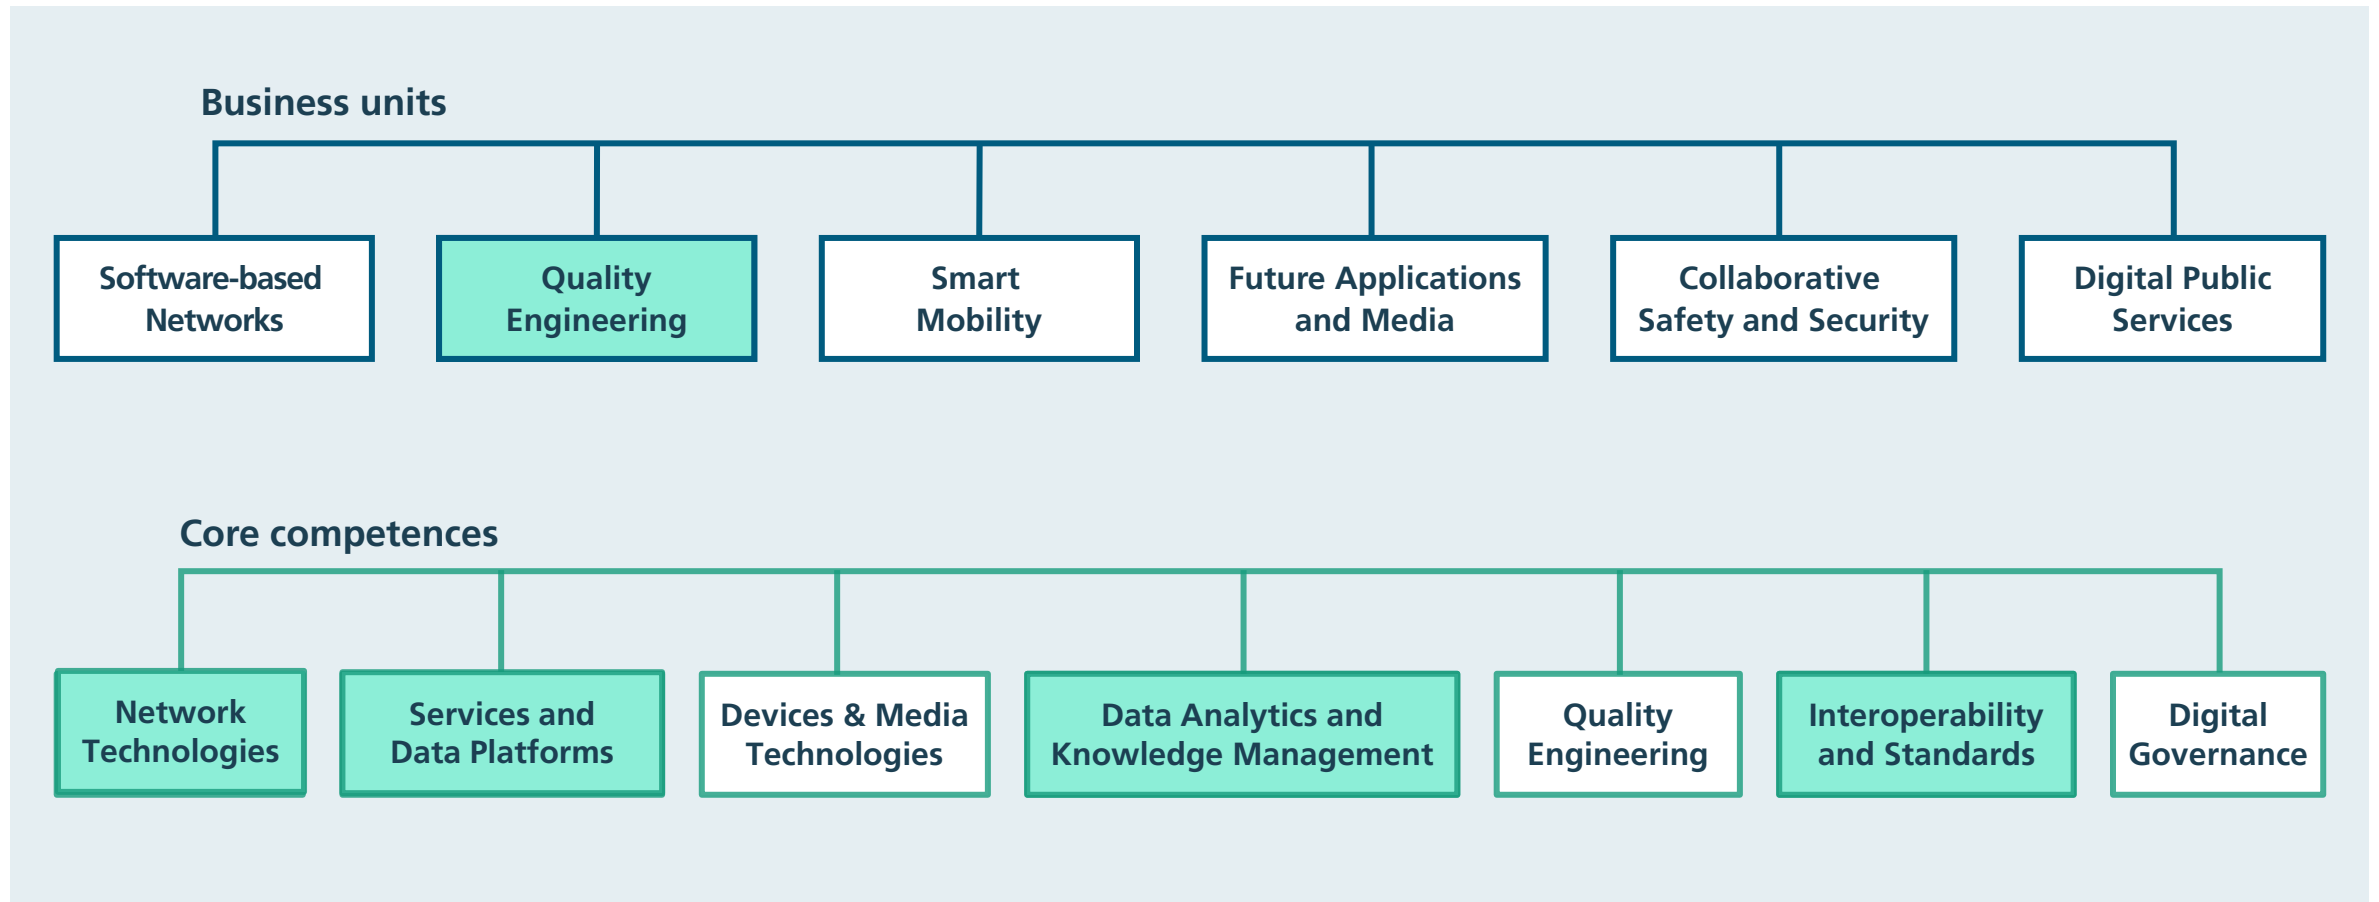 Business units
Software-based
Networks
Quality
Engineering
Smart
Mobility
Future Applications
and Media
Collaborative
Safety and Security
Digital Public
Services
Core competences
Network
Technologies
Services and
Data Platforms
Devices & Media
Technologies
Data Analytics and
Knowledge Management
Quality
Engineering
Interoperability
and Standards
Digital
Governance